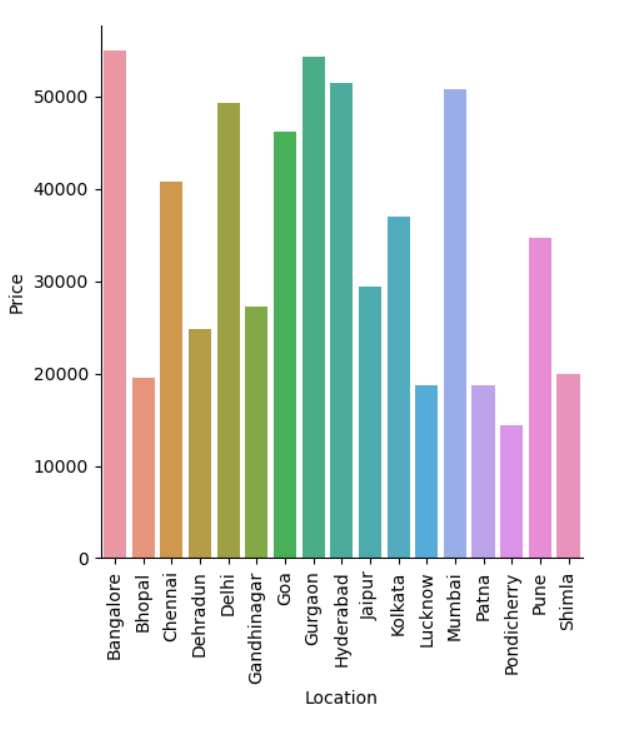 50000
40000
30000
20000
10000
0
Price
Bangalore
Bhopal
Chennai
Dehradun
Delhi
Gandhinagar
Goa
Gurgaon
Hyderabad
Jaipur
Kolkata
Lucknow
Mumbai
Patna
Pondicherry
Pune
Shimla
Location